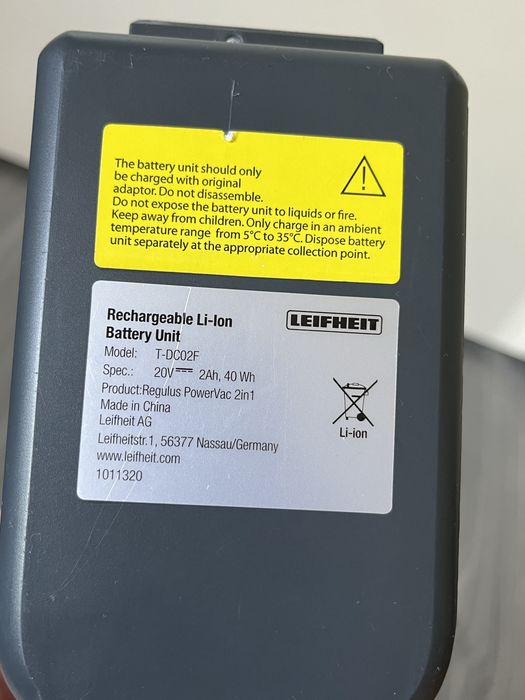 The battery unit should only
be charged with original
adaptor. Do not disassemble.
Do not expose the battery unit to liquids or fire.
Keep away from children. Only charge in an ambient
temperature range from 5°C to 35°C. Dispose battery
unit separately at the appropriate collection point.
Rechargeable Li-Ion
Battery Unit
LEIFHEIT
Model: T-DC02F
Spec.: 20V 2Ah, 40 Wh
Product:Regulus PowerVac 2in1
Made in China
Leifheit AG
Leifheitstr.1, 56377 Nassau/Germany
www.leifheit.com
1011320
Li-ion